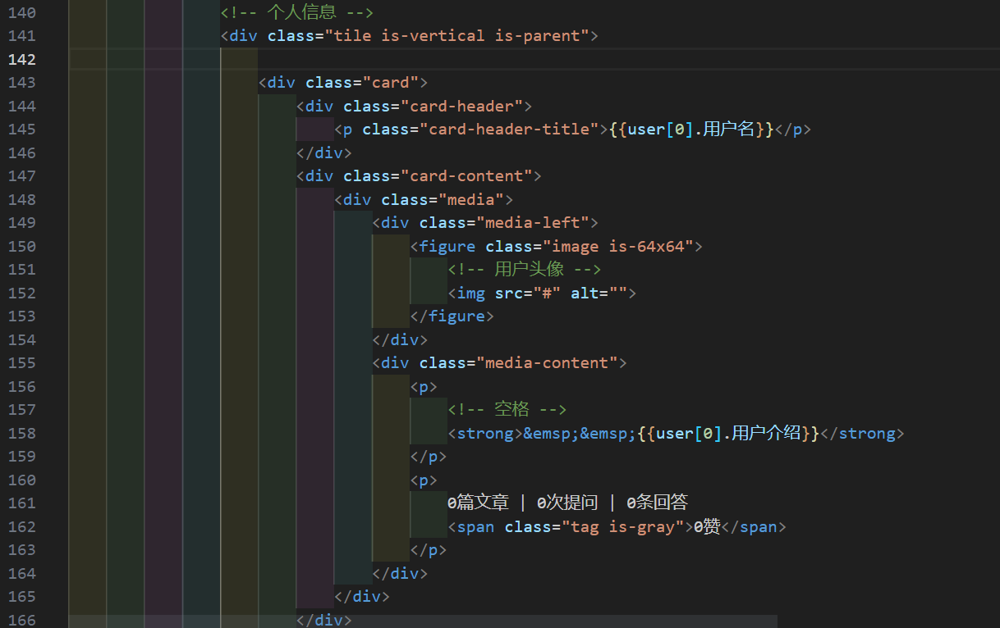 140 <!-- 个人信息 -->
141 <div class="tile is-vertical is-parent">
142
143 <div class="card">
144 <div class="card-header">
145 <p class="card-header-title">{{user[0].用户名}}</p>
146 </div>
147 <div class="card-content">
148 <div class="media">
149 <div class="media-left">
150 <figure class="image is-64x64">
151 <!-- 用户头像 -->
152 <img src="#" alt="">
153 </figure>
154 </div>
155 <div class="media-content">
156 <p>
157 <!-- 空格 -->
158 <strong>&emsp;&emsp;{{user[0].用户介绍}}</strong>
159 </p>
160 <p>
161 0篇文章 | 0次提问 | 0条回答
162 <span class="tag is-gray">0赞</span>
163 </p>
164 </div>
165 </div>
166 </div>